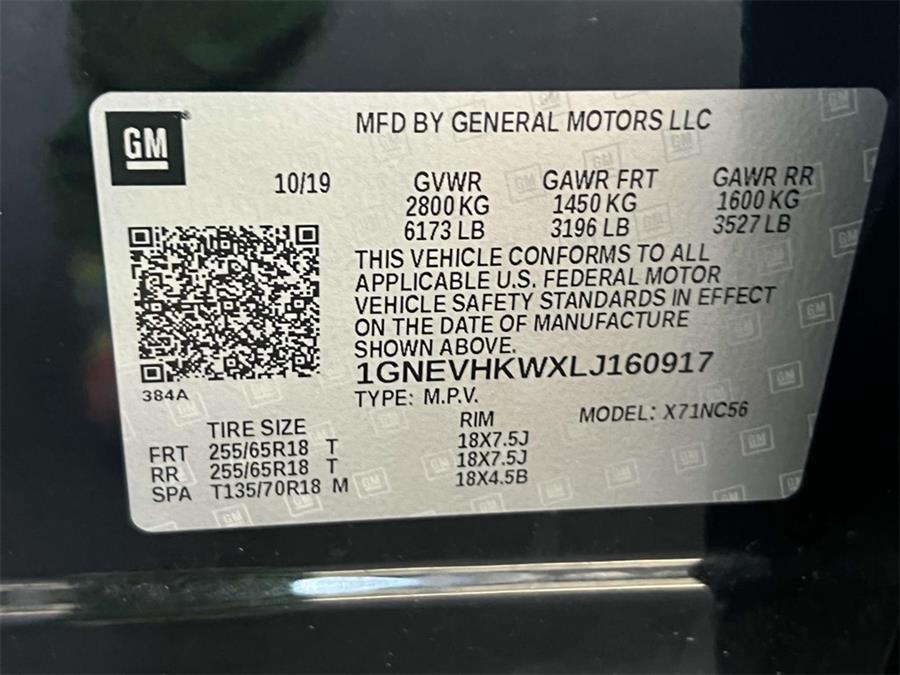 GM
MFD BY GENERAL MOTORS LLC
10/19 GVWR GAWR FRT GAWR RR
2800 KG 1450 KG 1600 KG
6173 LB 3196 LB 3527 LB
THIS VEHICLE CONFORMS TO ALL
APPLICABLE U.S. FEDERAL MOTOR
VEHICLE SAFETY STANDARDS IN EFFECT
ON THE DATE OF MANUFACTURE
SHOWN ABOVE.
1GNEVHKWXLJ160917
384A
TYPE: M.P.V. MODEL: X71NC56
TIRE SIZE RIM
FRT 255/65R18 T 18X7.5J
RR 255/65R18 T 18X7.5J
SPA T135/70R18 M 18X4.5B